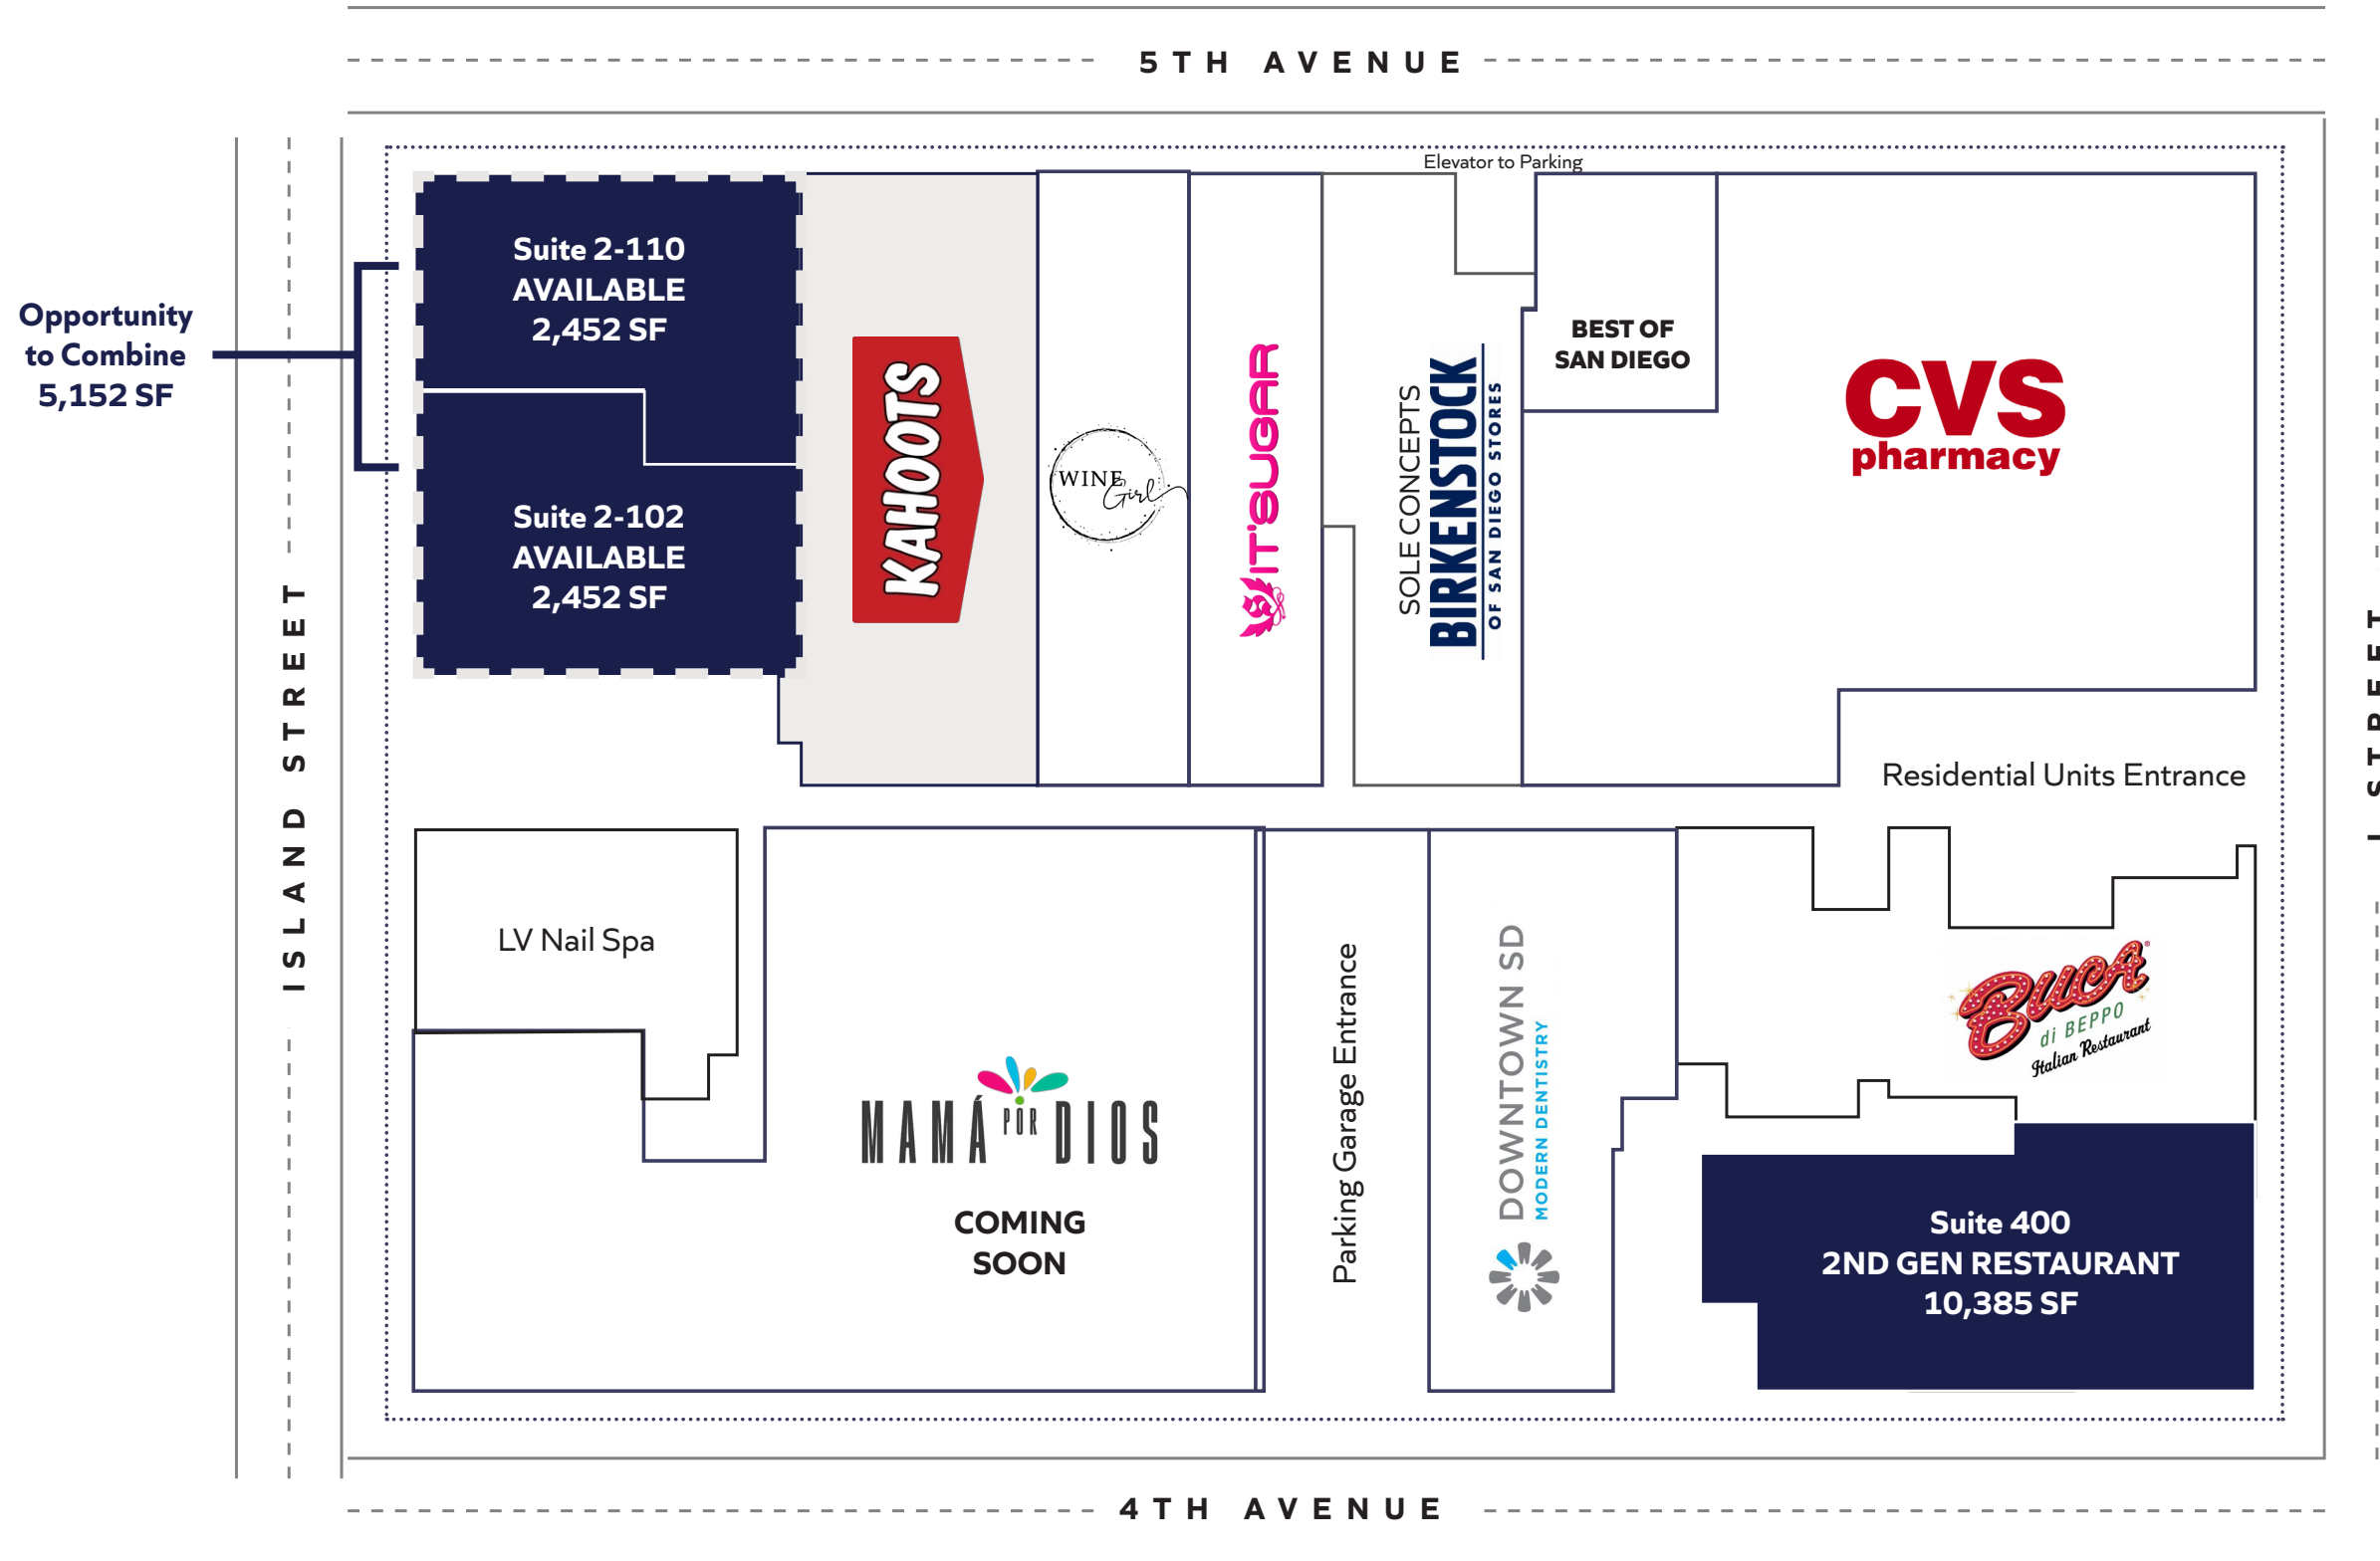 5TH AVENUE
Elevator to Parking
Opportunity
to Combine
5,152 SF
Suite 2-110
AVAILABLE
2,452 SF
Suite 2-102
AVAILABLE
2,452 SF
KAHOOTS
WINE
Girl
IT'SUGAR
SOLE CONCEPTS
BIRKENSTOCK
OF SAN DIEGO STORES
BEST OF
SAN DIEGO
CVS
pharmacy
ISLAND STREET
Residential Units Entrance
LV Nail Spa
MAMÁ POR DIOS
COMING
SOON
Parking Garage Entrance
DOWNTOWN SD
MODERN DENTISTRY
BUCA®
di BEPPO
Italian Restaurant
Suite 400
2ND GEN RESTAURANT
10,385 SF
4TH AVENUE